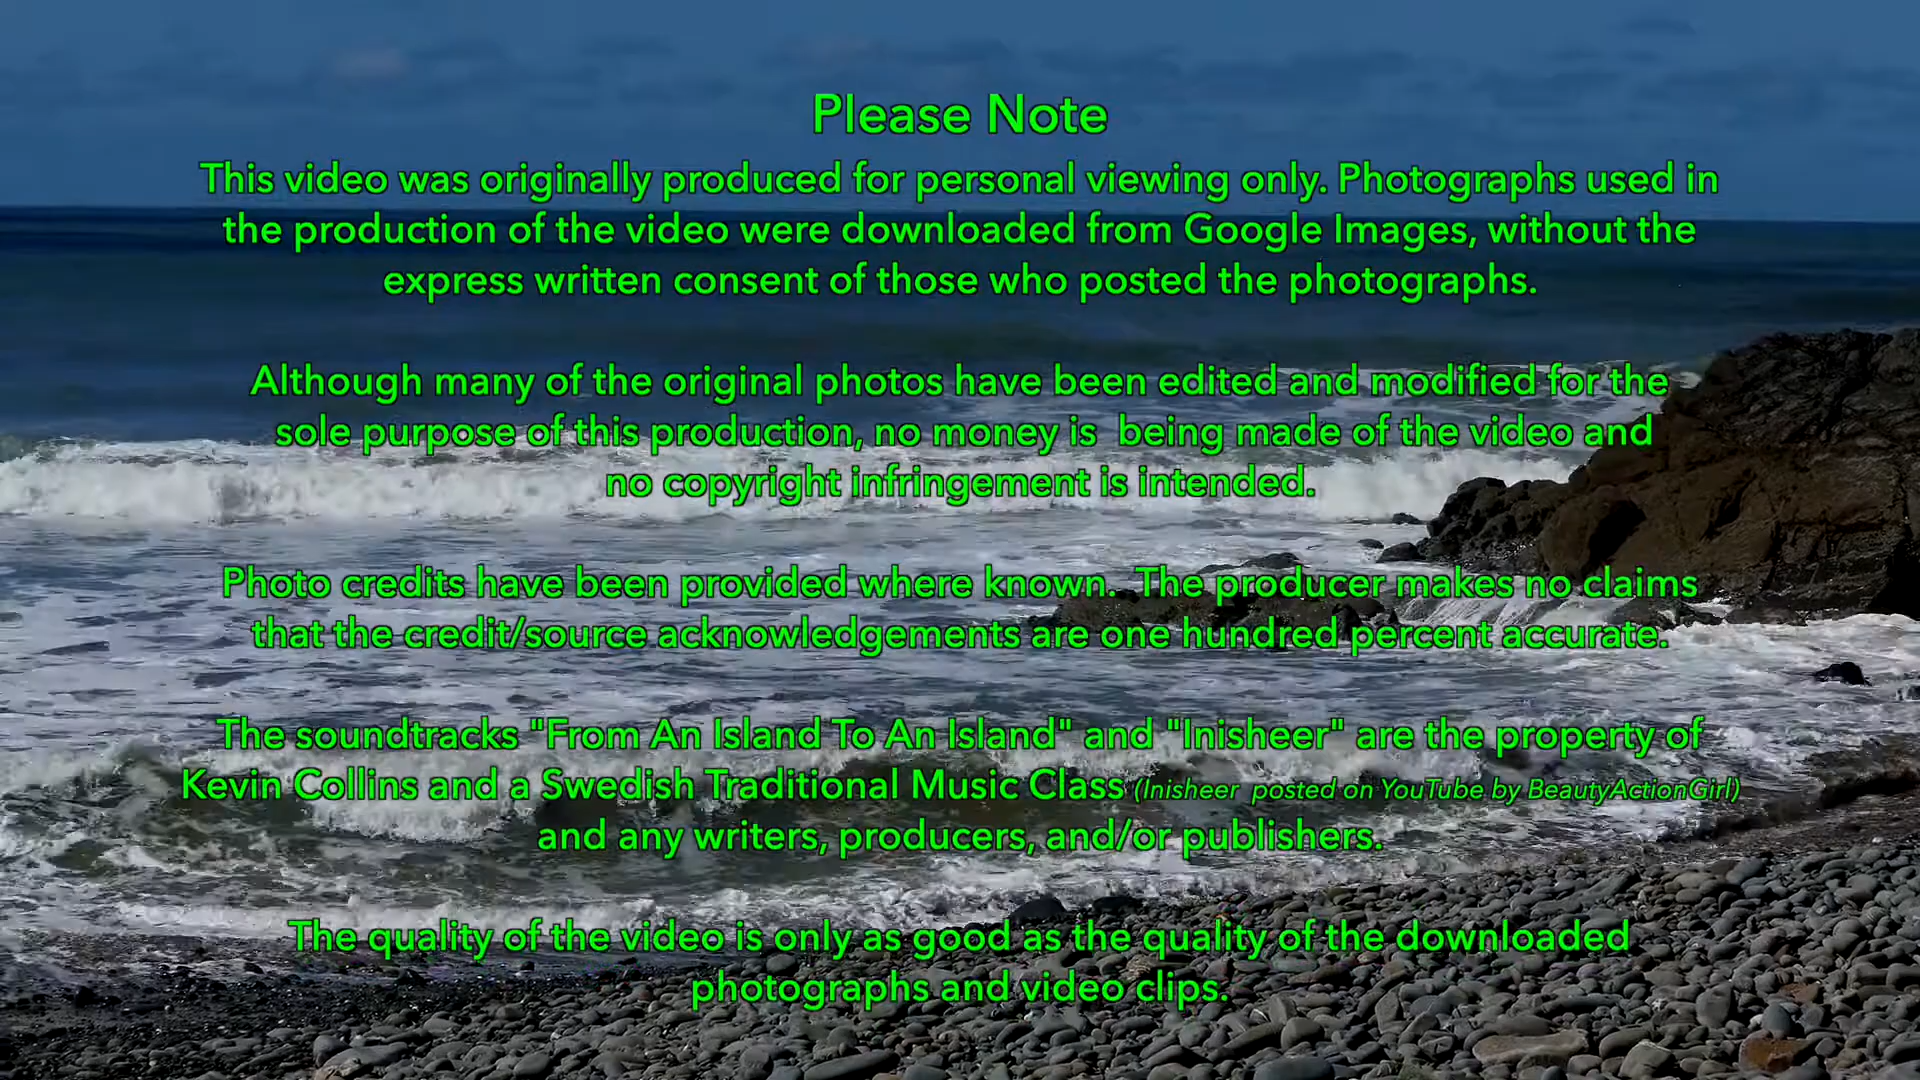 Please Note
This video was originally produced for personal viewing only. Photographs used in
the production of the video were downloaded from Google Images, without the
express written consent of those who posted the photographs.
Although many of the original photos have been edited and modified for the
sole purpose of this production, no money is  being made of the video and
no copyright infringement is intended.
Photo credits have been provided where known.  The producer makes no claims
that the credit/source acknowledgements are one hundred percent accurate.
The soundtracks "From An Island To An Island" and "Inisheer" are the property of
Kevin Collins and a Swedish Traditional Music Class (Inisheer  posted on YouTube by BeautyActionGirl)
and any writers, producers, and/or publishers.
The quality of the video is only as good as the quality of the downloaded
photographs and video clips.